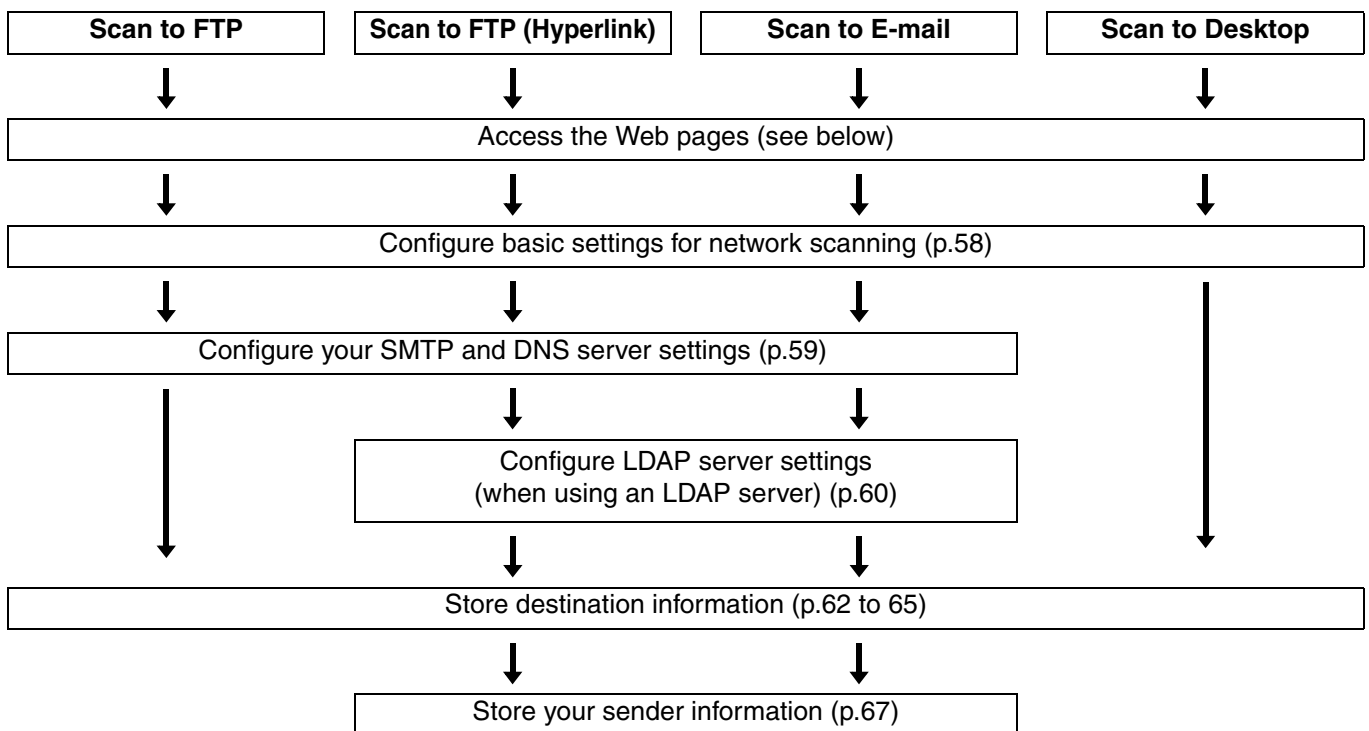 Scan to FTP
Scan to FTP (Hyperlink)
Scan to E-mail
Scan to Desktop
Access the Web pages (see below)
Configure basic settings for network scanning (p.58)
Configure your SMTP and DNS server settings (p.59)
Configure LDAP server settings
(when using an LDAP server) (p.60)
Store destination information (p.62 to 65)
Store your sender information (p.67)